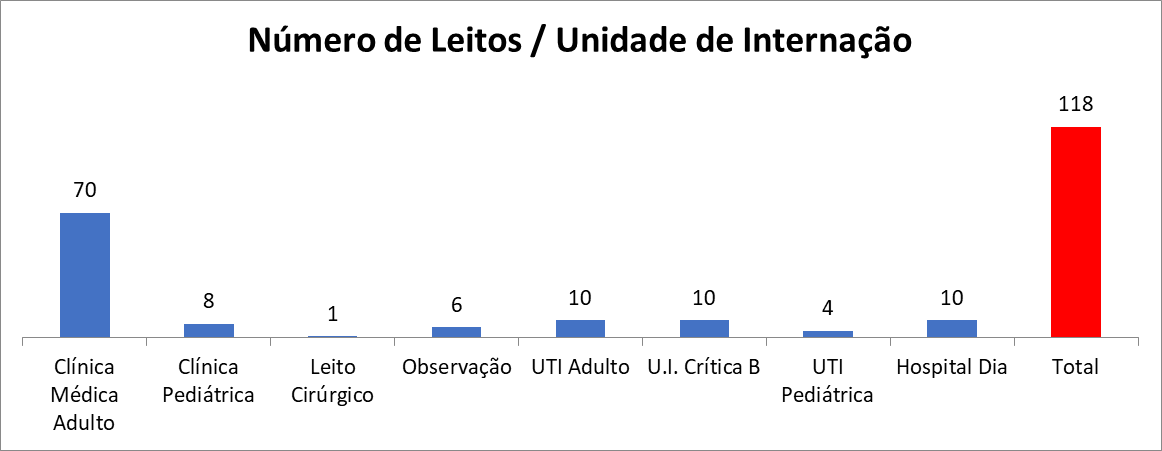 Número de Leitos / Unidade de Internação
118
70
8
1
6
10
10
4
10
Clínica
Médica
Adulto
Clínica
Pediátrica
Leito
Cirúrgico
Observação
UTI Adulto
U.I. Crítica B
UTI
Pediátrica
Hospital Dia
Total